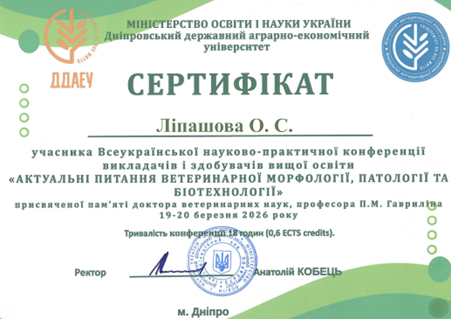 МІНІСТЕРСТВО ОСВІТИ І НАУКИ УКРАЇНИ
Дніпровський державний аграрно-економічний
університет
ДДАЕУ
СЕРТИФІКАТ
Ліпашова О. С.
учасника Всеукраїнської науково-практичної конференції
викладачів і здобувачів вищої освіти
«АКТУАЛЬНІ ПИТАННЯ ВЕТЕРИНАРНОЇ МОРФОЛОГІЇ, ПАТОЛОГІЇ ТА
БІОТЕХНОЛОГІЇ»
присвяченої пам'яті доктора ветеринарних наук, професора П.М. Гавриліна
19-20 березня 2026 року
Тривалість конференції 18 годин (0,6 ECTS credits).
Ректор Анатолій КОБЕЦЬ
м. Дніпро